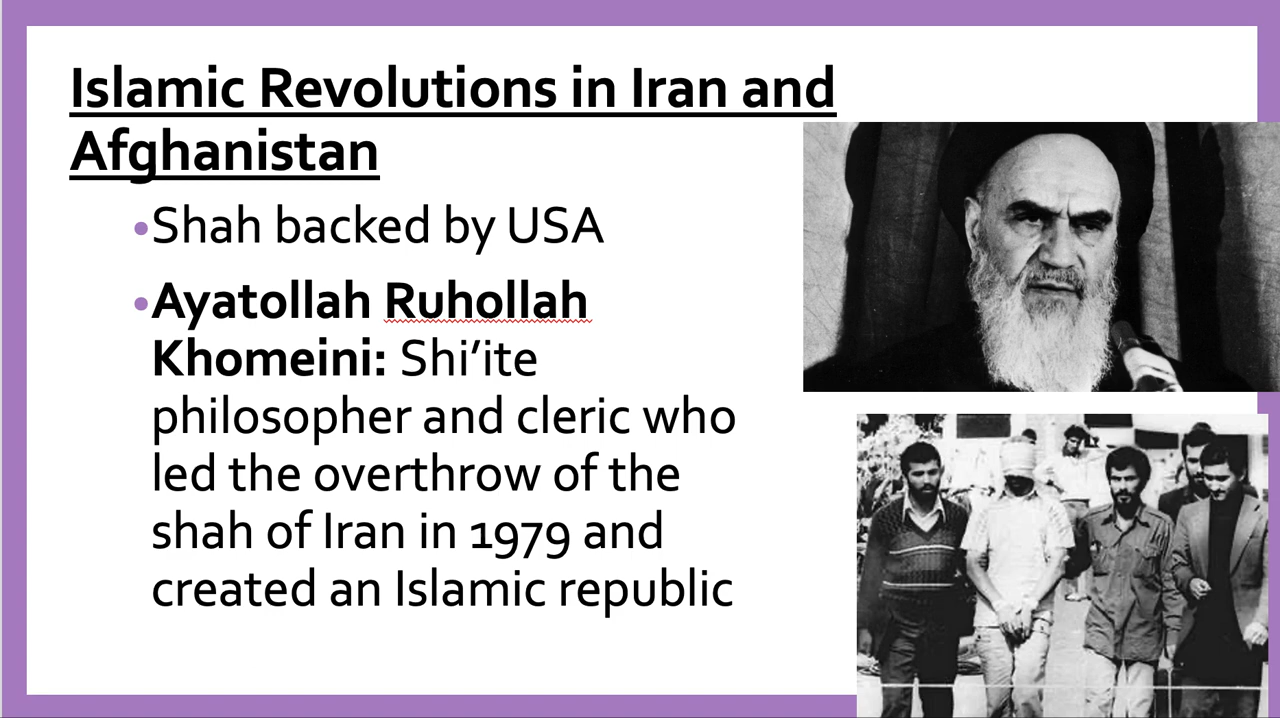 Islamic Revolutions in Iran and
Afghanistan
•Shah backed by USA
•Ayatollah Ruhollah
Khomeini: Shi’ite
philosopher and cleric who
led the overthrow of the
shah of Iran in 1979 and
created an Islamic republic